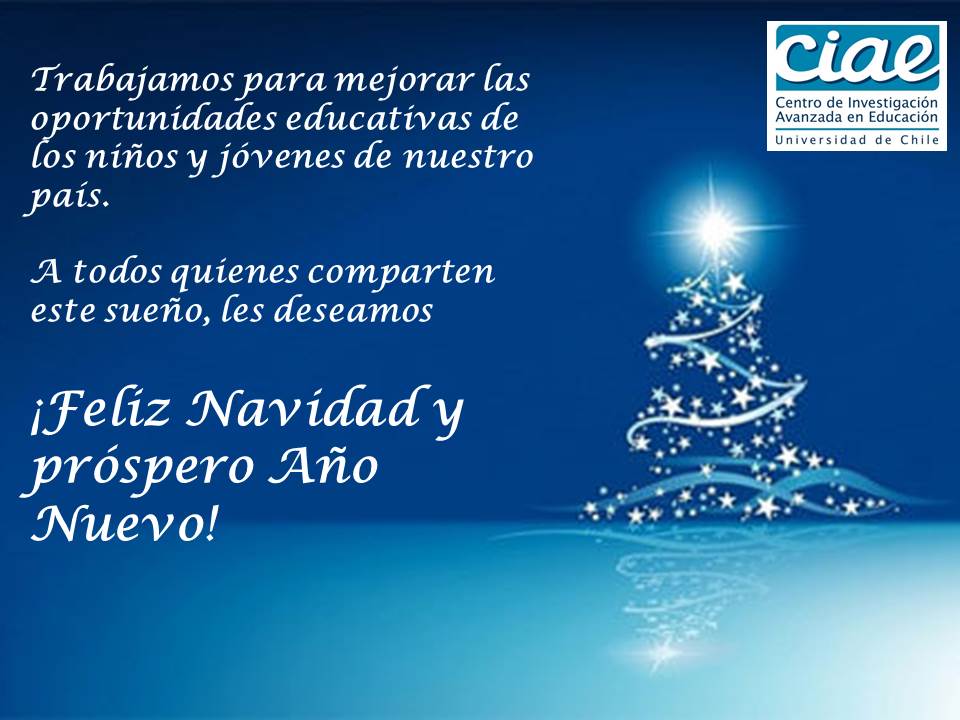 Trabajamos para mejorar las
oportunidades educativas de
los niños y jóvenes de nuestro
país.
A todos quienes comparten
este sueño, les deseamos
¡Feliz Navidad y
próspero Año
Nuevo!
ciae
Centro de Investigación
Avanzada en Educación
Universidad de Chile